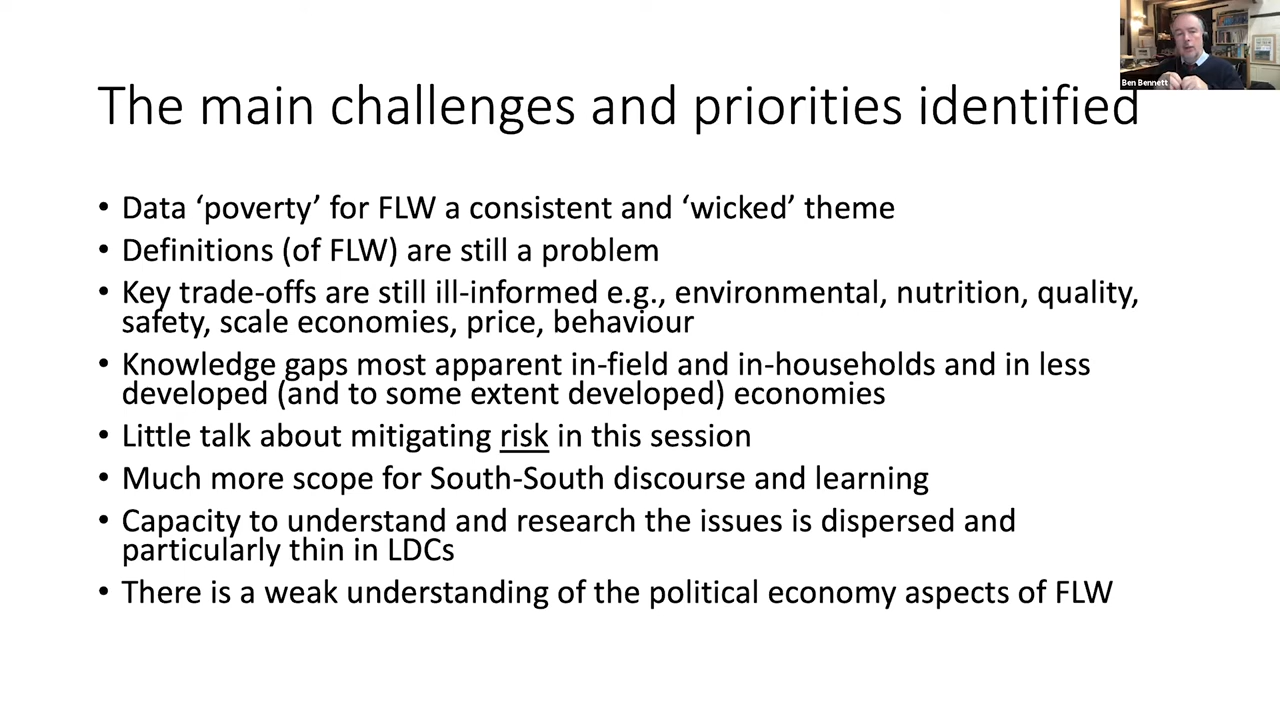 Ben Bennett
The main challenges and priorities identified
• Data ‘poverty’ for FLW a consistent and ‘wicked’ theme
• Definitions (of FLW) are still a problem
• Key trade-offs are still ill-informed e.g., environmental, nutrition, quality,
safety, scale economies, price, behaviour
• Knowledge gaps most apparent in-field and in-households and in less
developed (and to some extent developed) economies
• Little talk about mitigating risk in this session
• Much more scope for South-South discourse and learning
• Capacity to understand and research the issues is dispersed and
particularly thin in LDCs
• There is a weak understanding of the political economy aspects of FLW